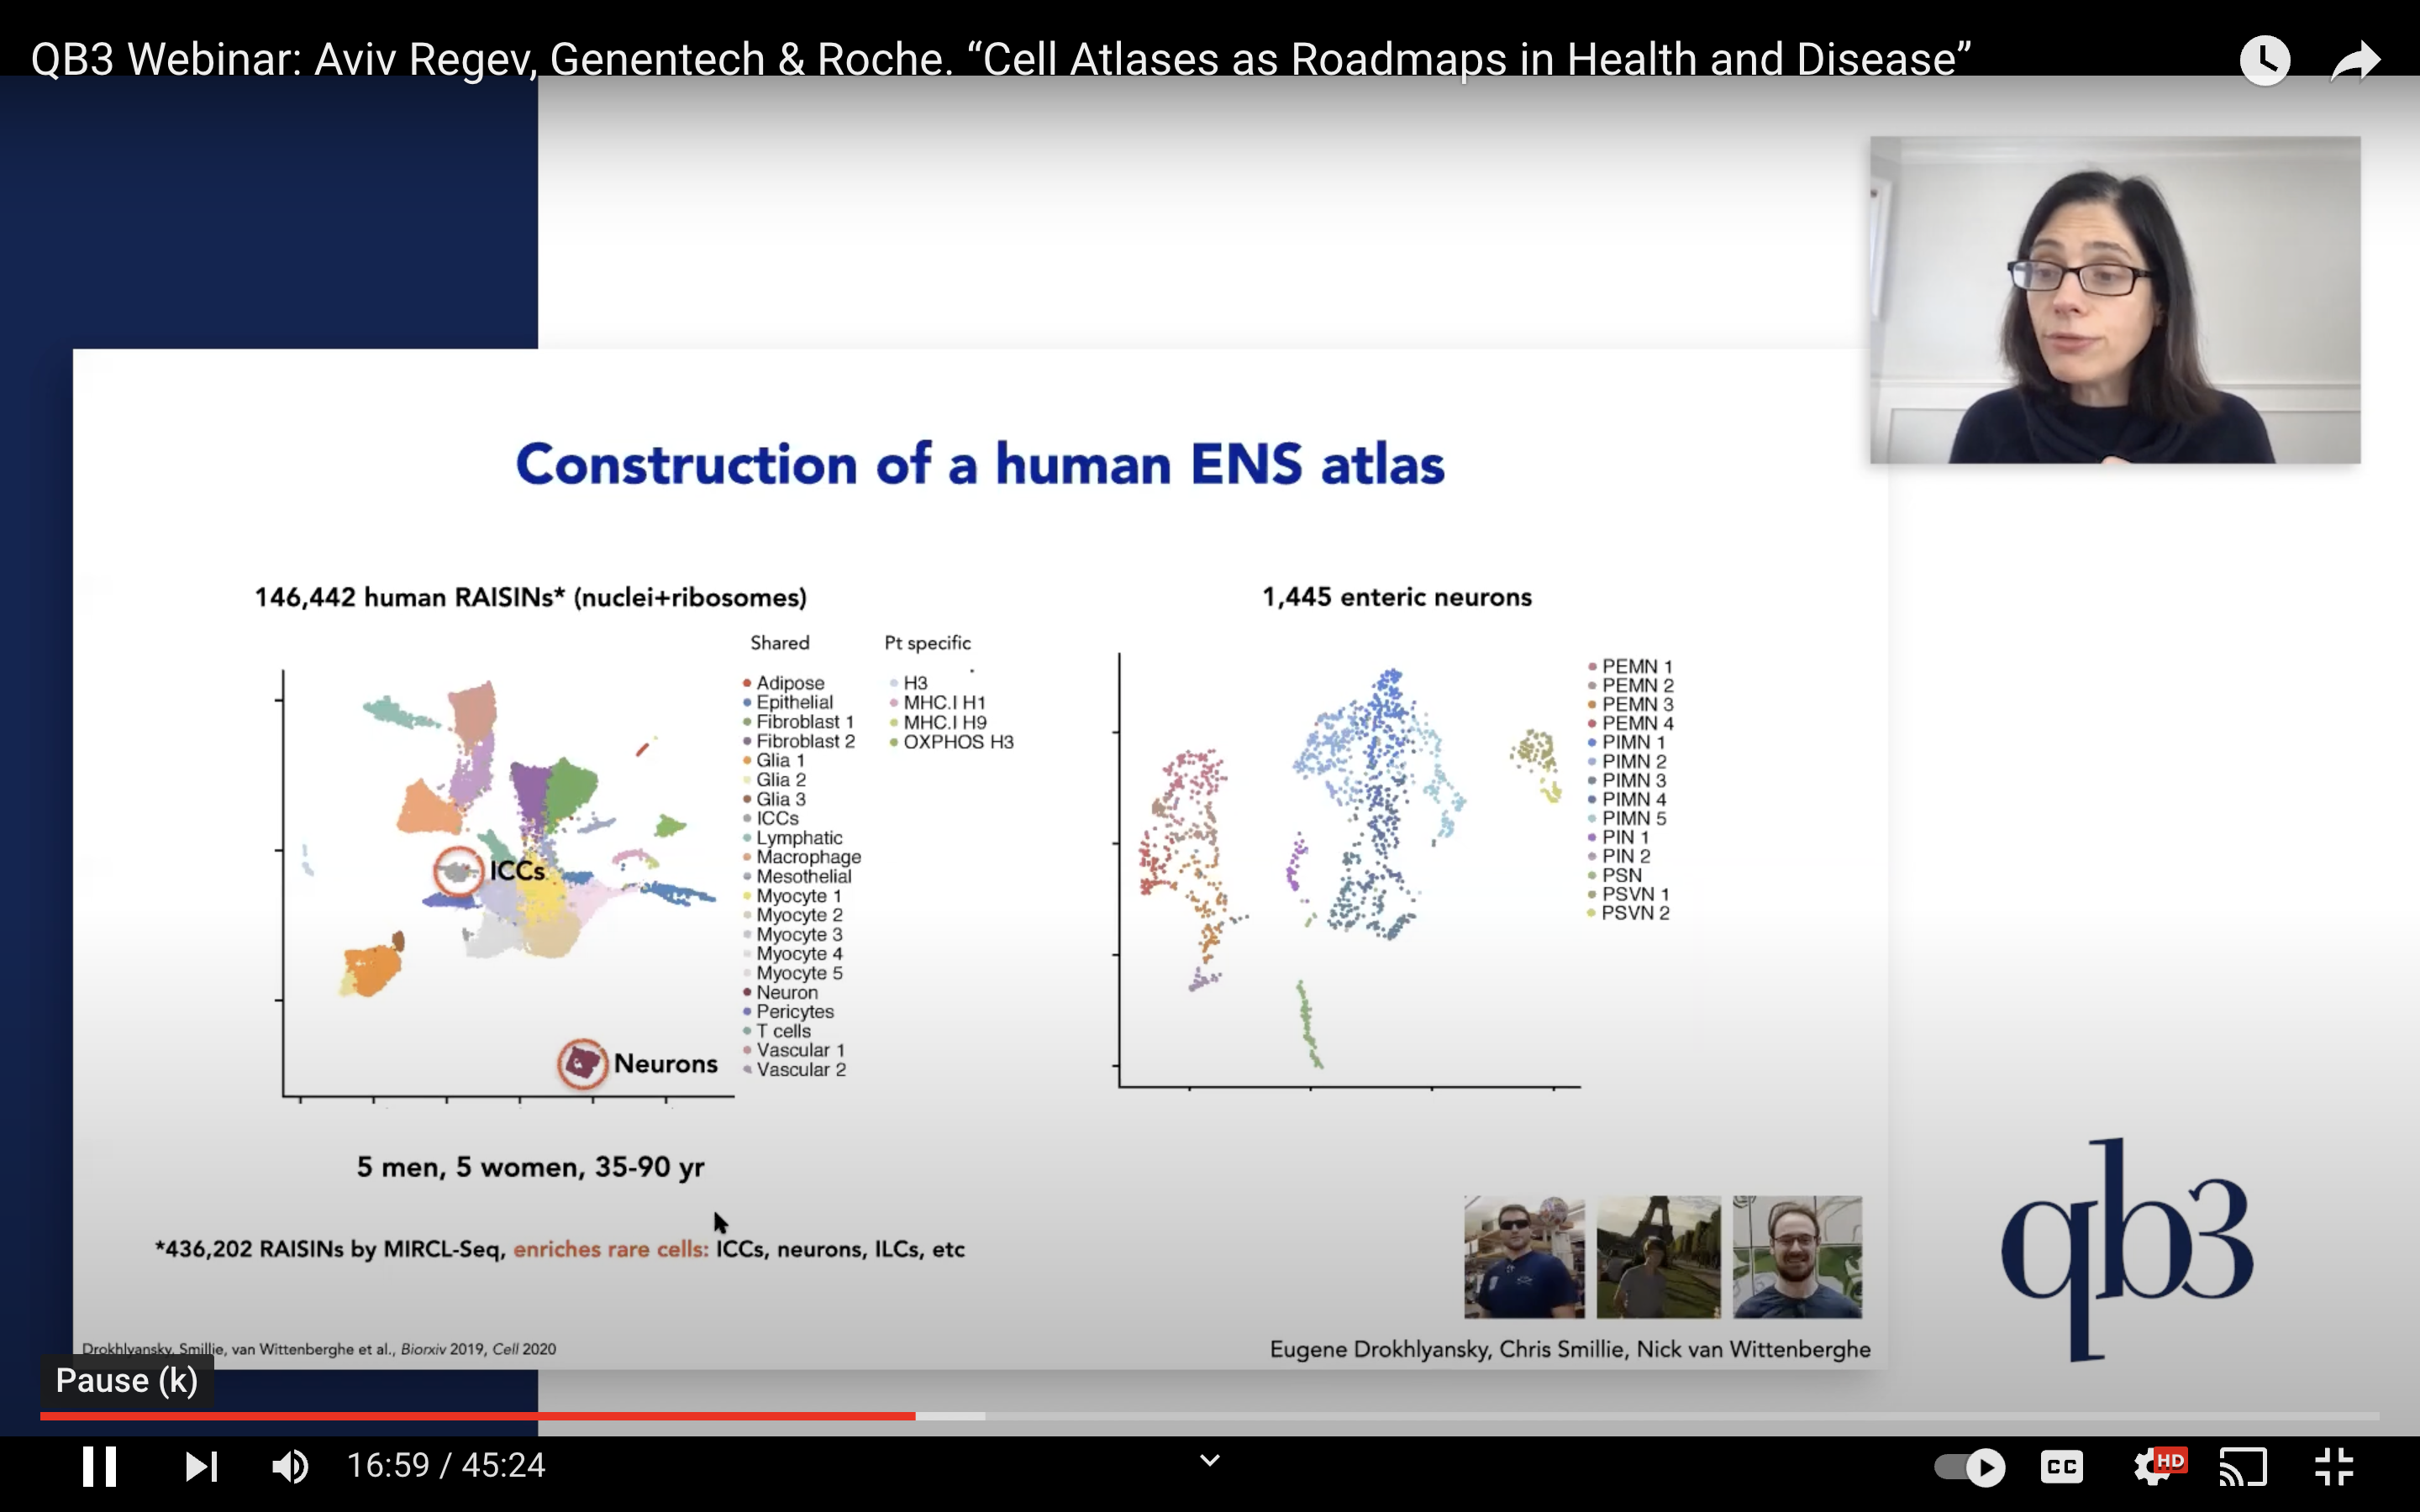 QB3 Webinar: Aviv Regev, Genentech & Roche. “Cell Atlases as Roadmaps in Health and Disease”
Construction of a human ENS atlas
146,442 human RAISINs* (nuclei+ribosomes)
Shared
Adipose
Epithelial
Fibroblast 1
Fibroblast 2
Glia 1
Glia 2
Glia 3
ICCs
Lymphatic
Macrophage
Mesothelial
Myocyte 1
Myocyte 2
Myocyte 3
Myocyte 4
Myocyte 5
Neuron
Pericytes
T cells
Vascular 1
Vascular 2
Pt specific
H3
MHC.I H1
MHC.I H9
OXPHOS H3
ICCs
Neurons
5 men, 5 women, 35-90 yr
*436,202 RAISINs by MIRCL-Seq, enriches rare cells: ICCs, neurons, ILCs, etc
1,445 enteric neurons
PEMN 1
PEMN 2
PEMN 3
PEMN 4
PIMN 1
PIMN 2
PIMN 3
PIMN 4
PIMN 5
PIN 1
PIN 2
PSN
PSVN 1
PSVN 2
Drokhlyansky, Smillie, van Wittenberghe et al., Biorxiv 2019, Cell 2020
Eugene Drokhlyansky, Chris Smillie, Nick van Wittenberghe
qb3
Pause (k)
16:59 / 45:24
CC
HD